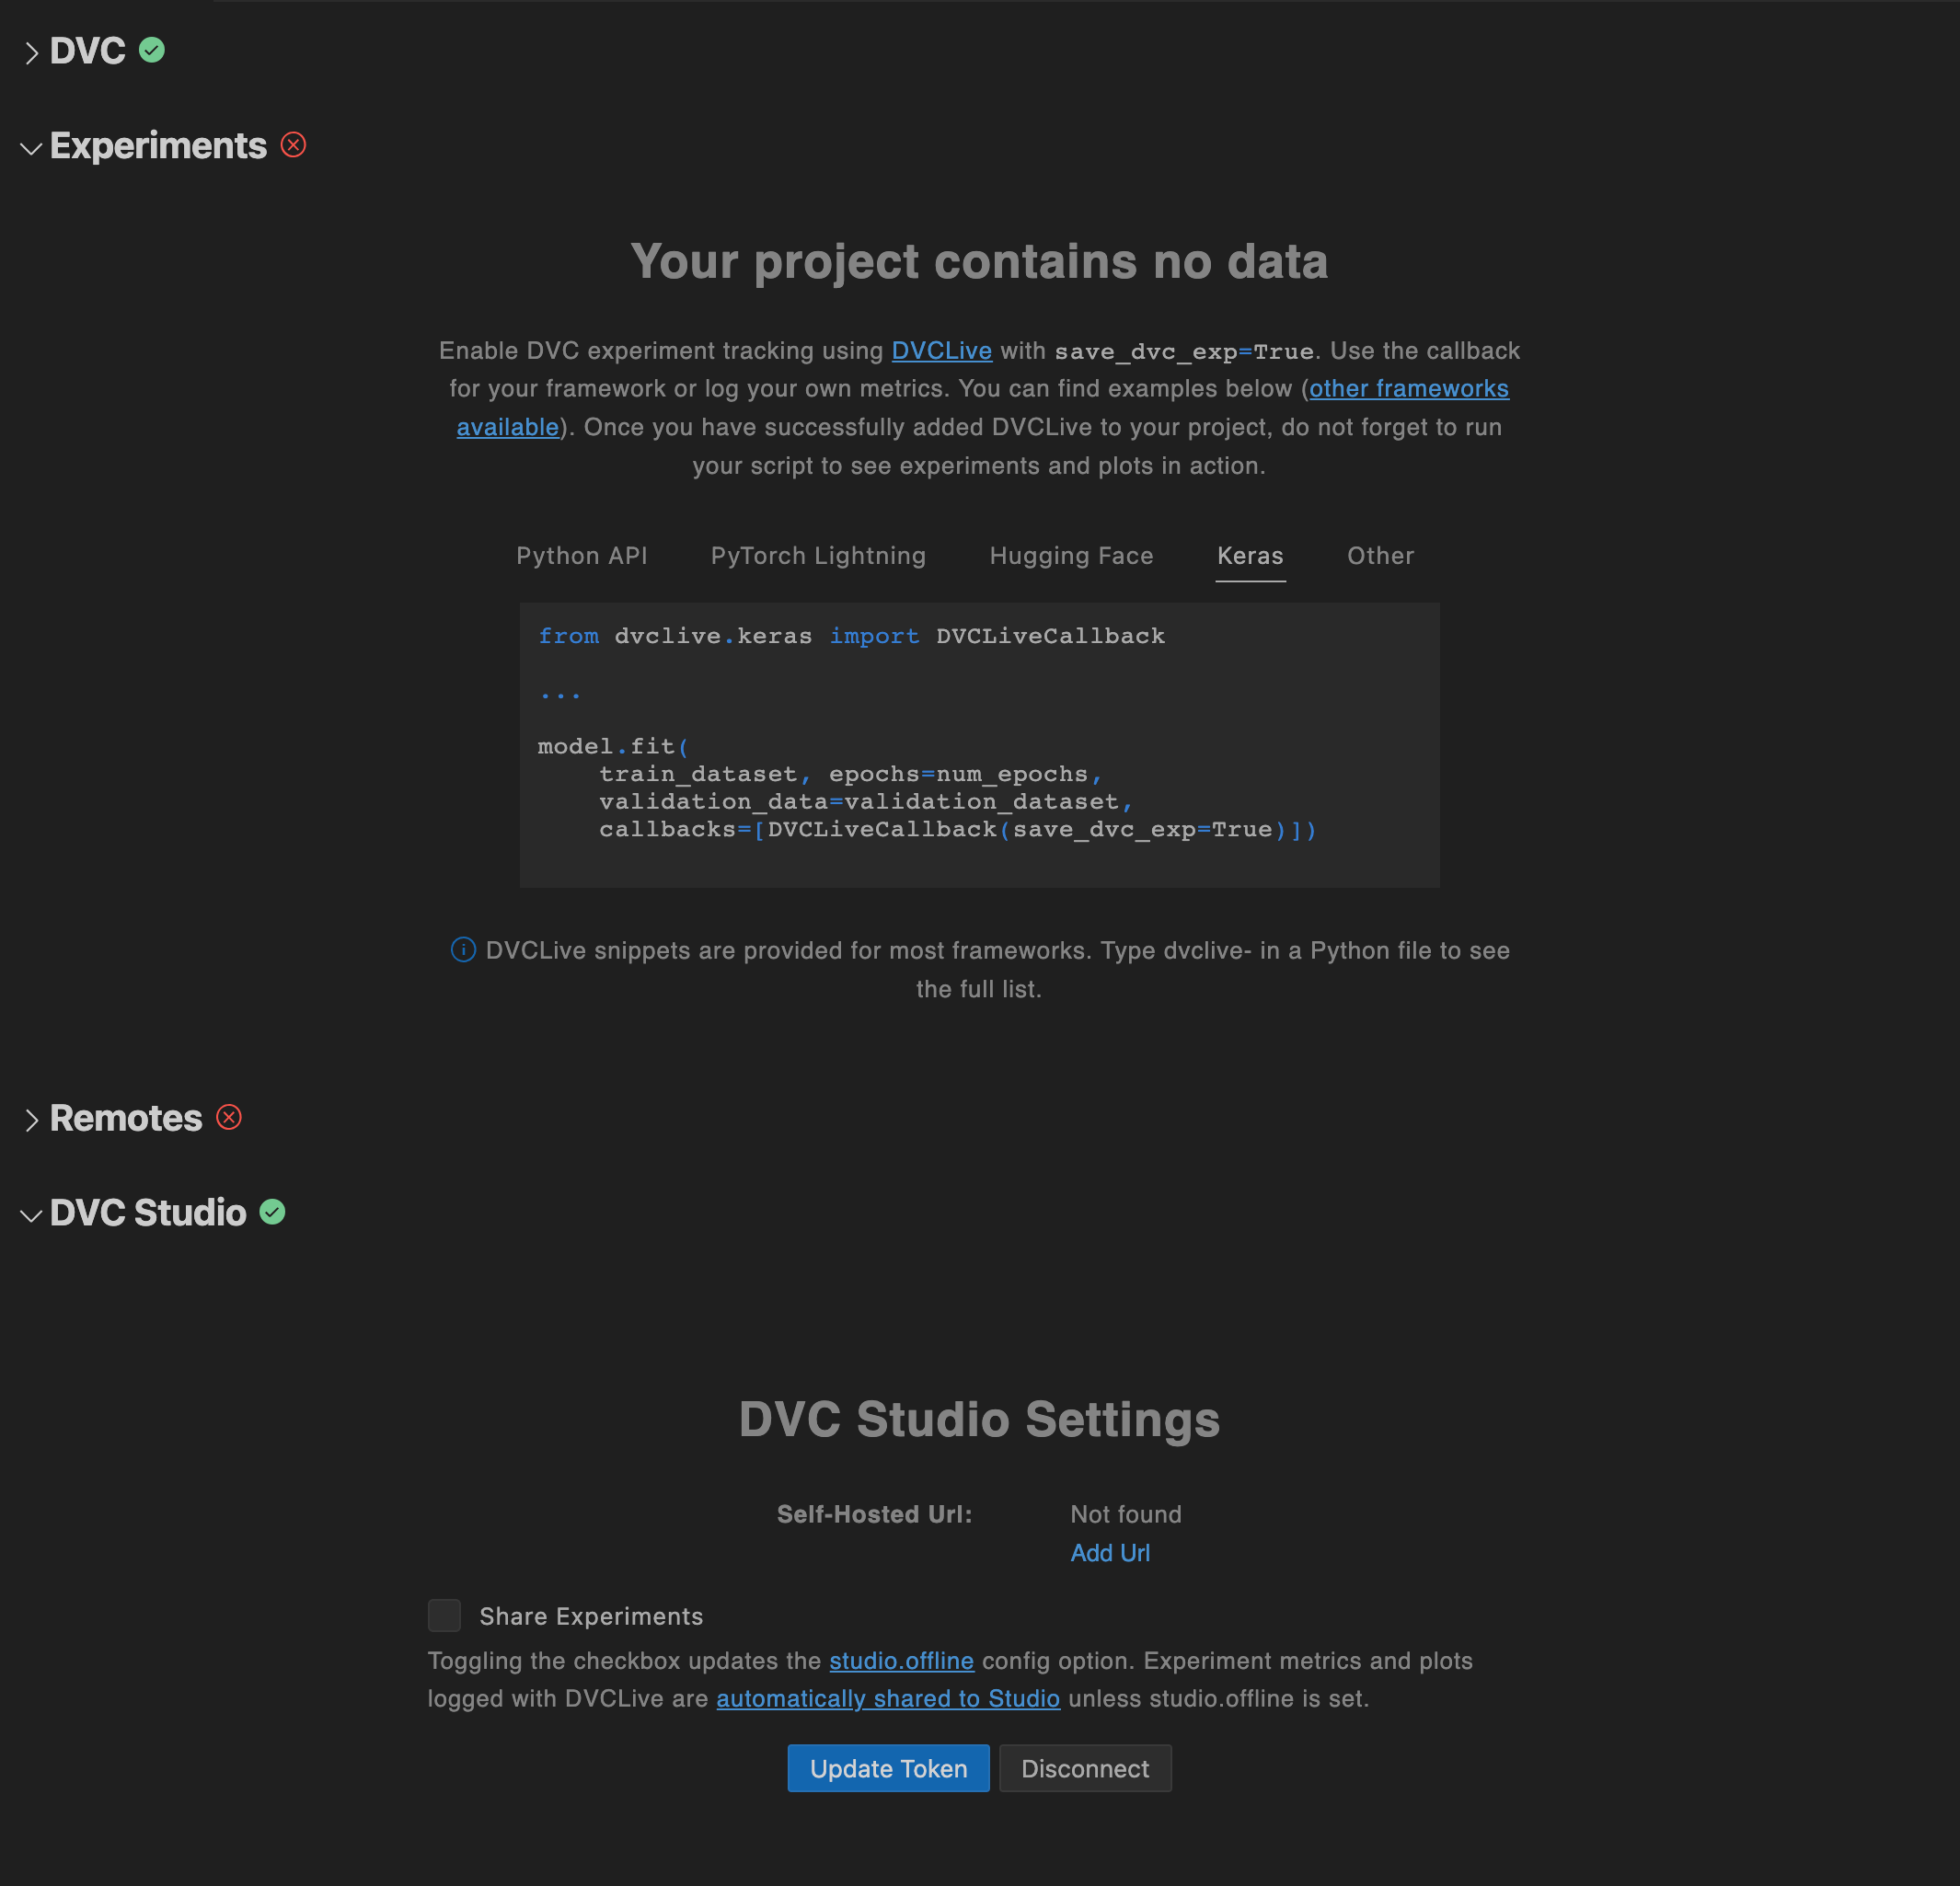 DVC
Experiments
Your project contains no data
Enable DVC experiment tracking using DVCLive with save_dvc_exp=True. Use the callback
for your framework or log your own metrics. You can find examples below (other frameworks
available). Once you have successfully added DVCLive to your project, do not forget to run
your script to see experiments and plots in action.
Python API PyTorch Lightning Hugging Face Keras Other
from dvclive.keras import DVCLiveCallback
...
model.fit(
    train_dataset, epochs=num_epochs,
    validation_data=validation_dataset,
    callbacks=[DVCLiveCallback(save_dvc_exp=True)])
DVCLive snippets are provided for most frameworks. Type dvclive- in a Python file to see
the full list.
Remotes
DVC Studio
DVC Studio Settings
Self-Hosted Url: Not found
Add Url
Share Experiments
Toggling the checkbox updates the studio.offline config option. Experiment metrics and plots
logged with DVCLive are automatically shared to Studio unless studio.offline is set.
Update Token Disconnect